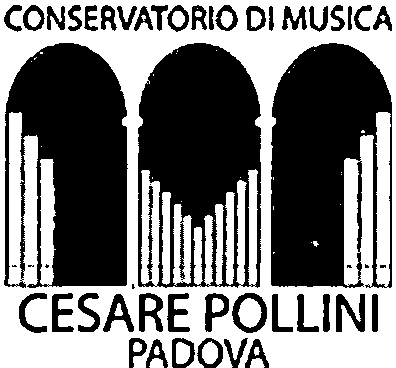 CONSERVATORIO DI MUSICA
CESARE POLLINI
PADOVA